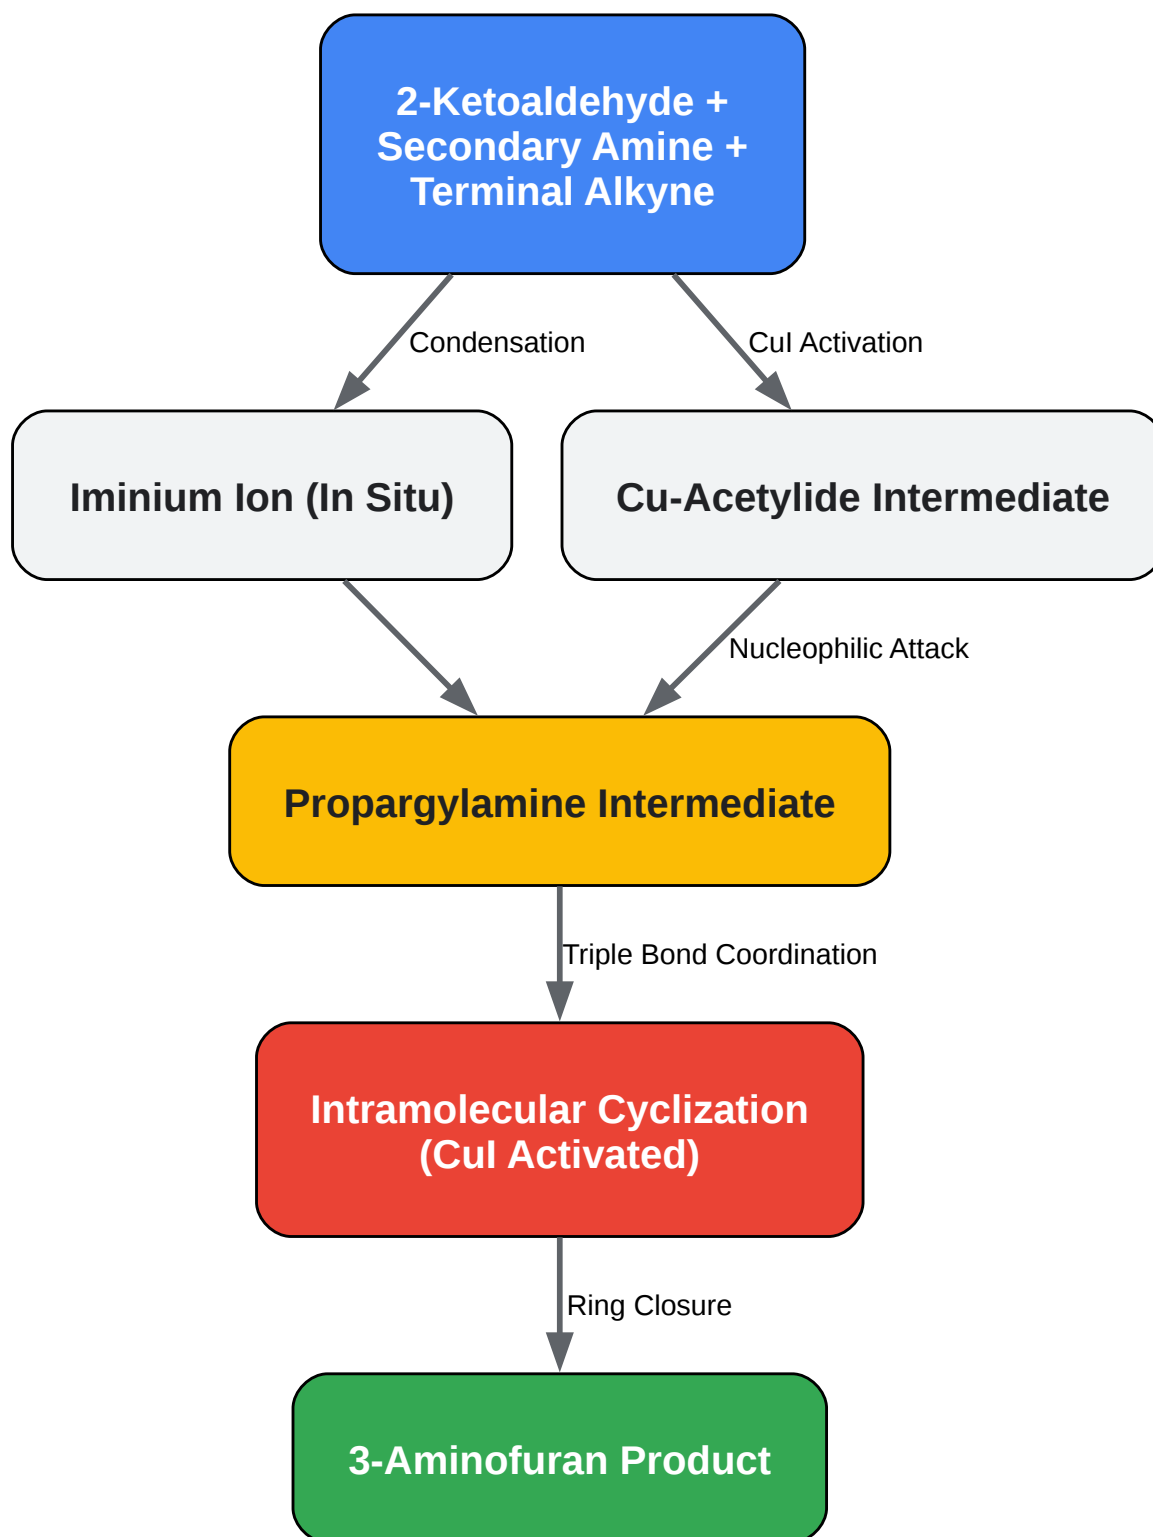 2-Ketoaldehyde +
Secondary Amine +
Terminal Alkyne
Condensation
CuI Activation
Iminium Ion (In Situ)
Cu-Acetylide Intermediate
Nucleophilic Attack
Propargylamine Intermediate
Triple Bond Coordination
Intramolecular Cyclization
(CuI Activated)
Ring Closure
3-Aminofuran Product